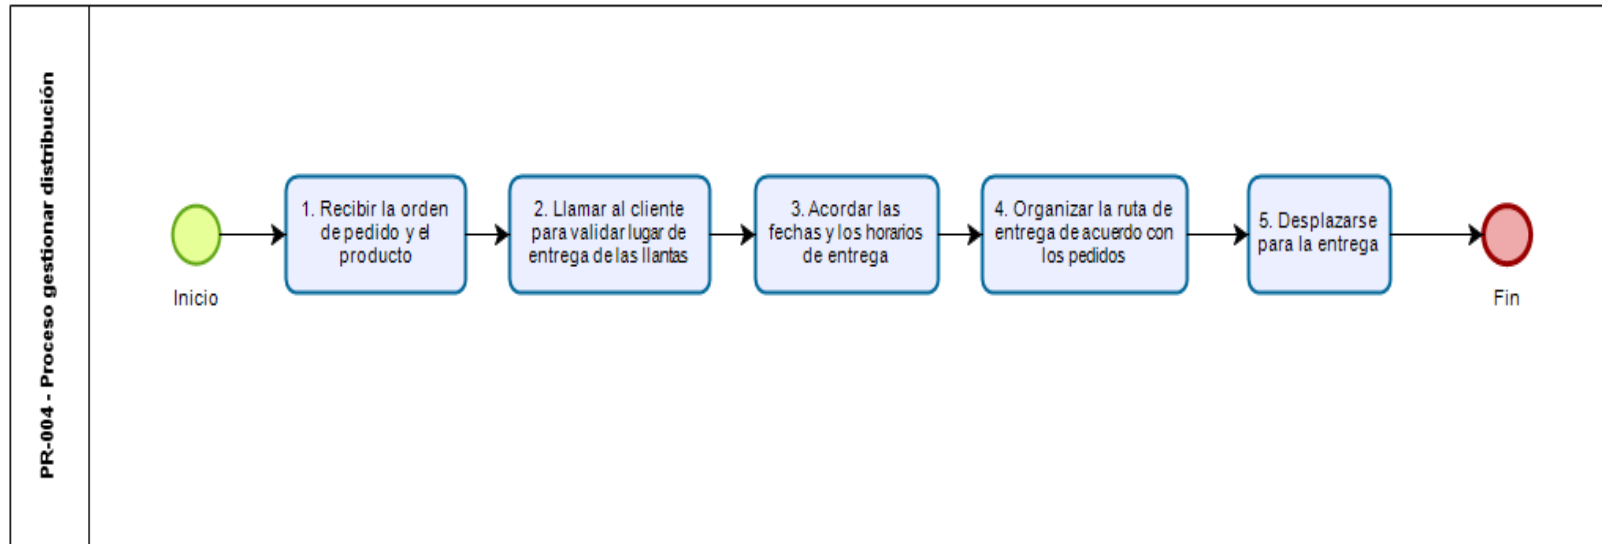 PR-004 - Proceso gestionar distribución
Inicio
1. Recibir la orden
de pedido y el
producto
2. Llamar al cliente
para validar lugar de
entrega de las llantas
3. Acordar las
fechas y los horarios
de entrega
4. Organizar la ruta de
entrega de acuerdo con
los pedidos
5. Desplazarse
para la entrega
Fin